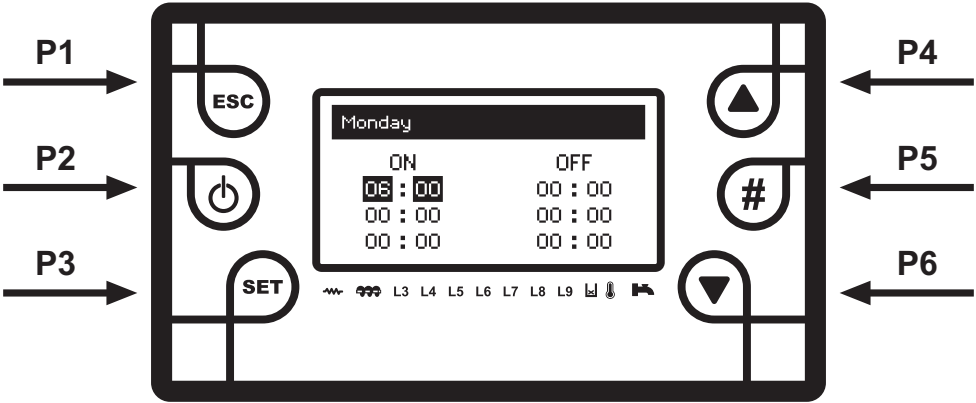 P1
P4
ESC
Monday
P2
ON OFF
P5
06 : 00 00 : 00
#
00 : 00 00 : 00
00 : 00 00 : 00
P3
P6
SET
L3 L4 L5 L6 L7 L8 L9